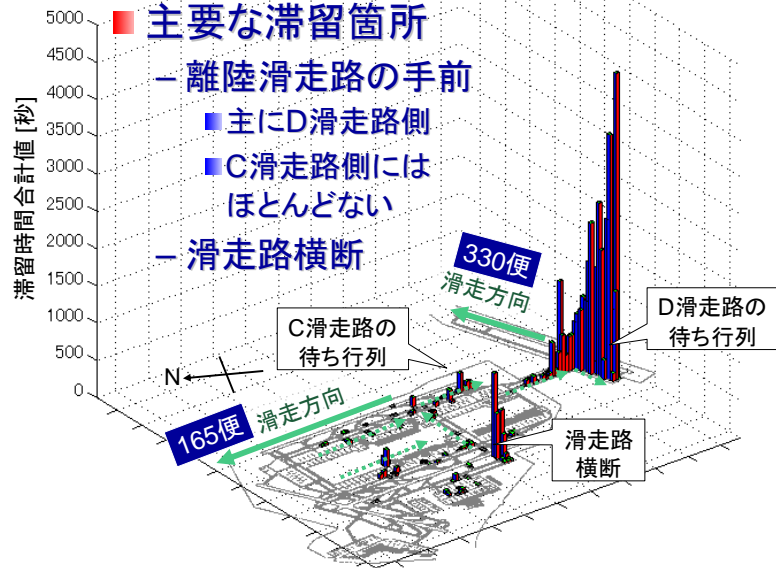 主要な滞留箇所
– 離陸滑走路の手前
主にD滑走路側
C滑走路側には
ほとんどない
– 滑走路横断
滞留時間合計値 [秒]
5000
4500
4000
3500
3000
2500
2000
1500
1000
500
0
330便
滑走方向
C滑走路の
待ち行列
D滑走路の
待ち行列
N
165便
滑走方向
滑走路
横断